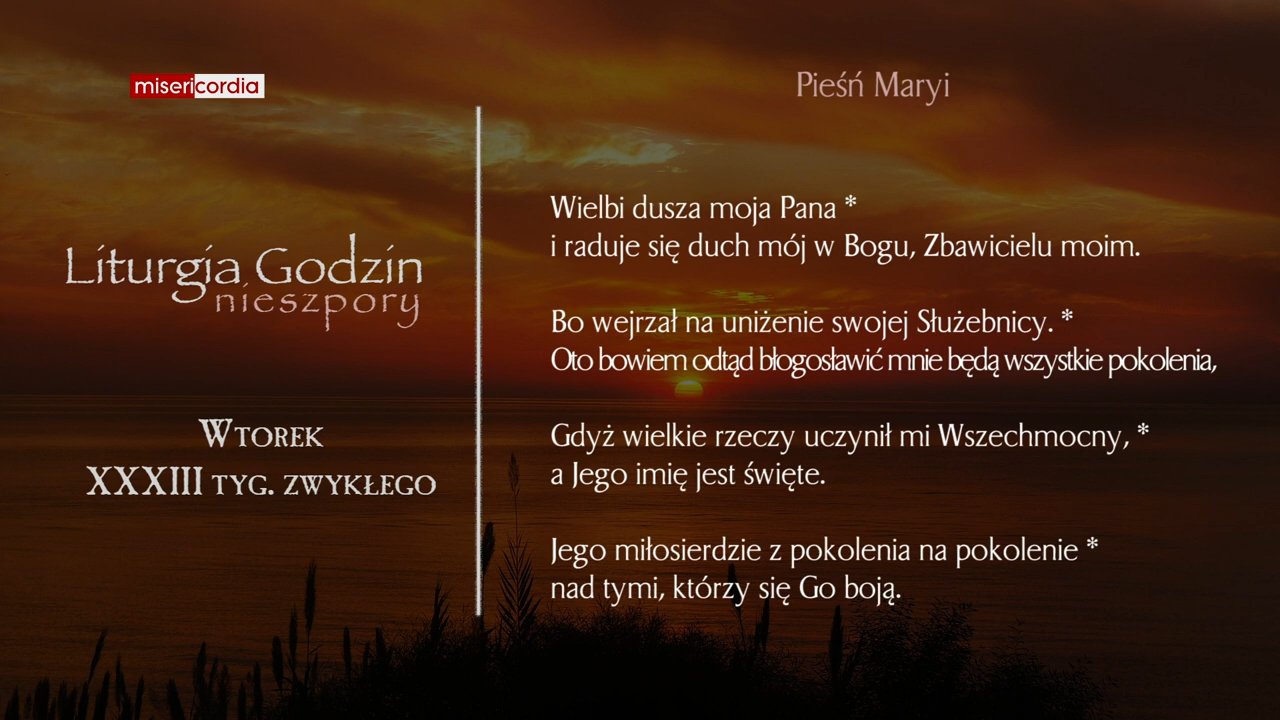 misericordia
Liturgia Godzin
nieszpory
Wtorek
XXXIII tyg. zwykłego
Pieśń Maryi
Wielbi dusza moja Pana *
i raduje się duch mój w Bogu, Zbawicielu moim.
Bo wejrzał na uniżenie swojej Służebnicy. *
Oto bowiem odtąd błogosławić mnie będą wszystkie pokolenia,
Gdyż wielkie rzeczy uczynił mi Wszechmocny, *
a Jego imię jest święte.
Jego miłosierdzie z pokolenia na pokolenie *
nad tymi, którzy się Go boją.